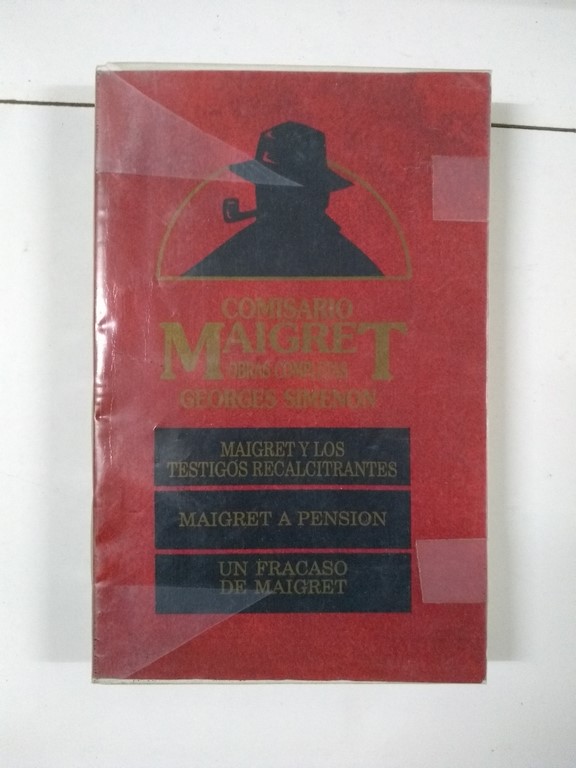 COMISARIO
MAIGRET
OBRAS COMPLETAS
GEORGES SIMENON
MAIGRET Y LOS
TESTIGOS RECALCITRANTES
MAIGRET A PENSION
UN FRACASO
DE MAIGRET